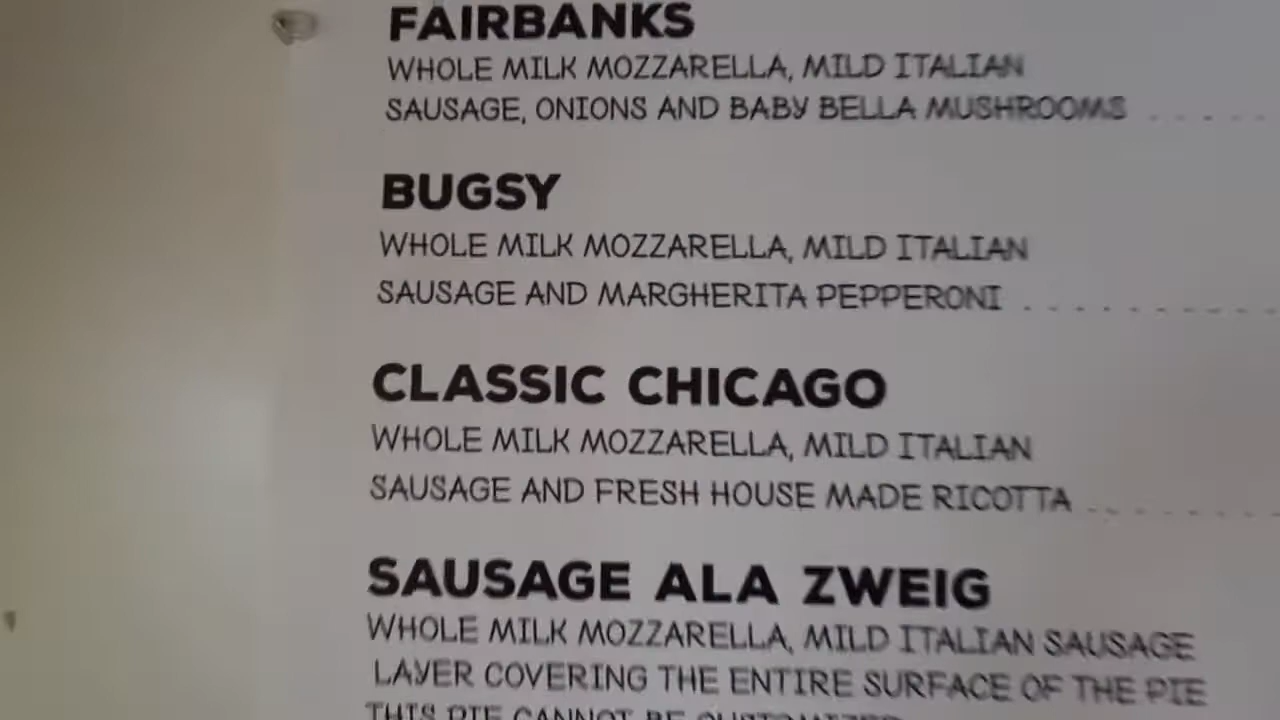 FAIRBANKS
WHOLE MILK MOZZARELLA, MILD ITALIAN
SAUSAGE, ONIONS AND BABY BELLA MUSHROOMS
BUGSY
WHOLE MILK MOZZARELLA, MILD ITALIAN
SAUSAGE AND MARGHERITA PEPPERONI
CLASSIC CHICAGO
WHOLE MILK MOZZARELLA, MILD ITALIAN
SAUSAGE AND FRESH HOUSE MADE RICOTTA
SAUSAGE ALA ZWEIG
WHOLE MILK MOZZARELLA, MILD ITALIAN SAUSAGE
LAYER COVERING THE ENTIRE SURFACE OF THE PIE
THIS PIE CANNOT BE CUSTOMIZED